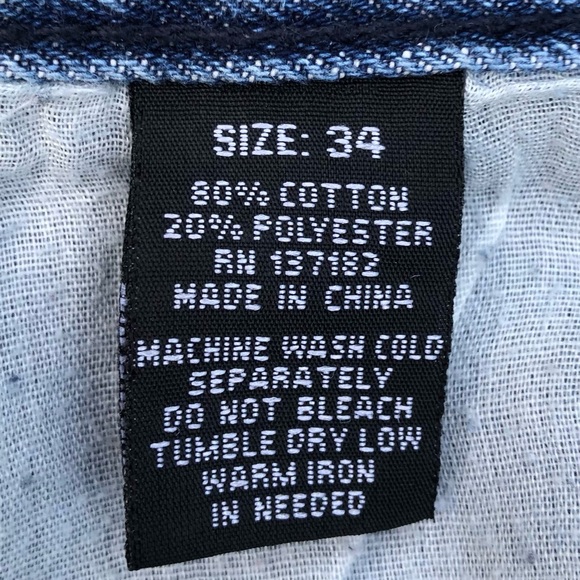 SIZE: 34
80% COTTON
20% POLYESTER
RN 137182
MADE IN CHINA
MACHINE WASH COLD
SEPARATELY
DO NOT BLEACH
TUMBLE DRY LOW
WARM IRON
IN NEEDED